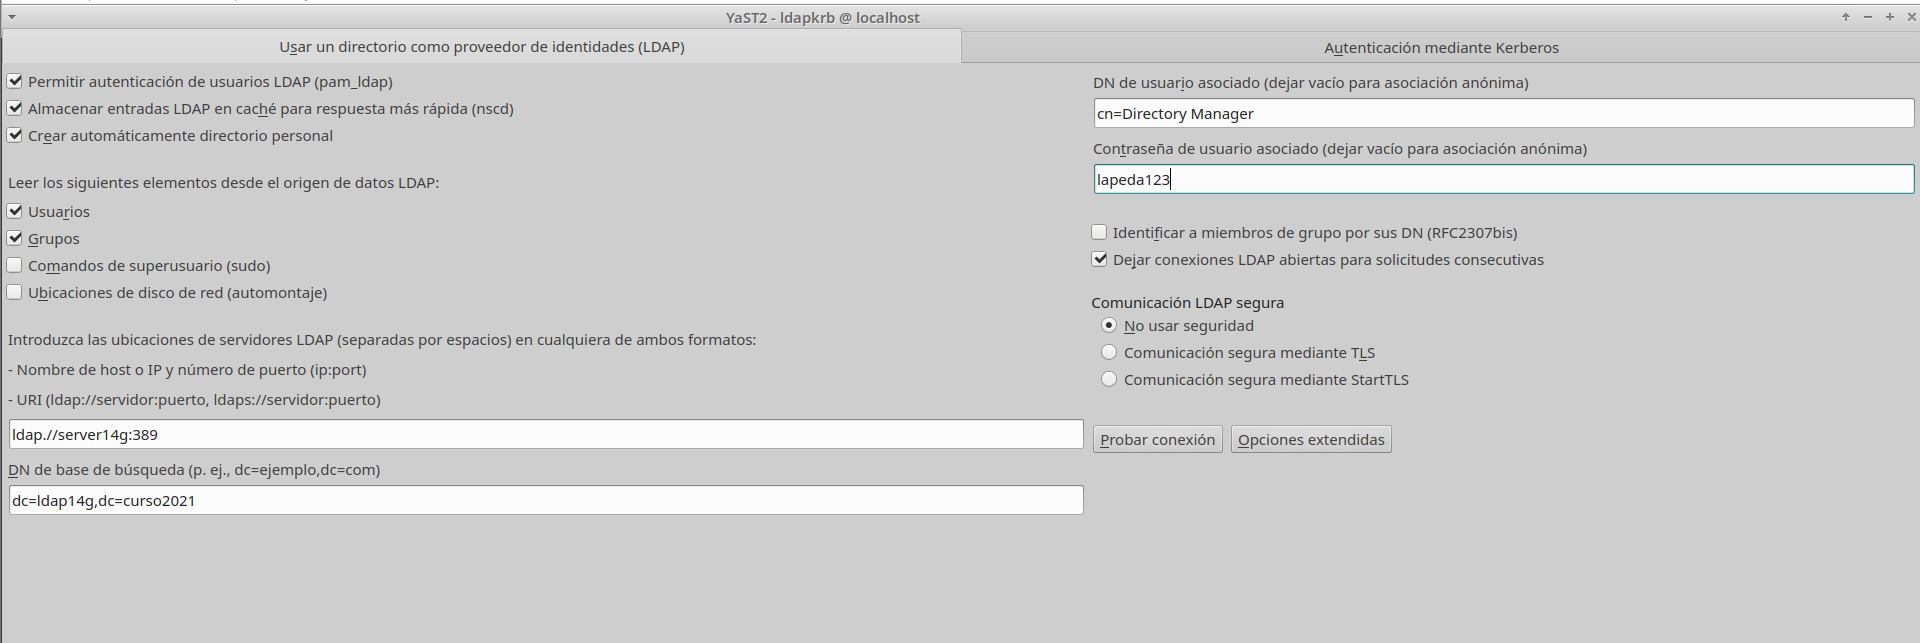 YaST2 - ldapkrb @ localhost
Usar un directorio como proveedor de identidades (LDAP)
Autenticación mediante Kerberos
Permitir autenticación de usuarios LDAP (pam_ldap)
Almacenar entradas LDAP en caché para respuesta más rápida (nscd)
Crear automáticamente directorio personal
Leer los siguientes elementos desde el origen de datos LDAP:
Usuarios
Grupos
Comandos de superusuario (sudo)
Ubicaciones de disco de red (automontaje)
Introduzca las ubicaciones de servidores LDAP (separadas por espacios) en cualquiera de ambos formatos:
- Nombre de host o IP y número de puerto (ip:port)
- URI (ldap://servidor:puerto, ldaps://servidor:puerto)
ldap.//server14g:389
DN de base de búsqueda (p. ej., dc=ejemplo,dc=com)
dc=ldap14g,dc=curso2021
DN de usuario asociado (dejar vacío para asociación anónima)
cn=Directory Manager
Contraseña de usuario asociado (dejar vacío para asociación anónima)
lapeda123
Identificar a miembros de grupo por sus DN (RFC2307bis)
Dejar conexiones LDAP abiertas para solicitudes consecutivas
Comunicación LDAP segura
No usar seguridad
Comunicación segura mediante TLS
Comunicación segura mediante StartTLS
Probar conexión
Opciones extendidas